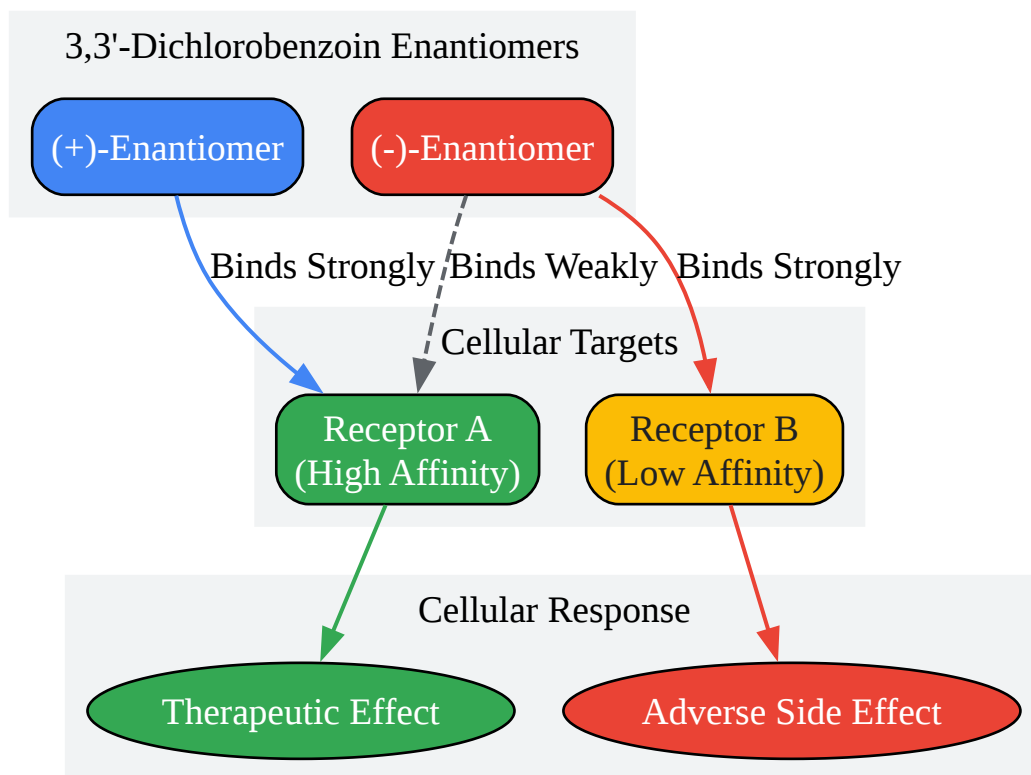 3,3'-Dichlorobenzoin Enantiomers
(+)-Enantiomer
(-)-Enantiomer
Binds Strongly
Binds Weakly
Binds Strongly
Cellular Targets
Receptor A
(High Affinity)
Receptor B
(Low Affinity)
Cellular Response
Therapeutic Effect
Adverse Side Effect